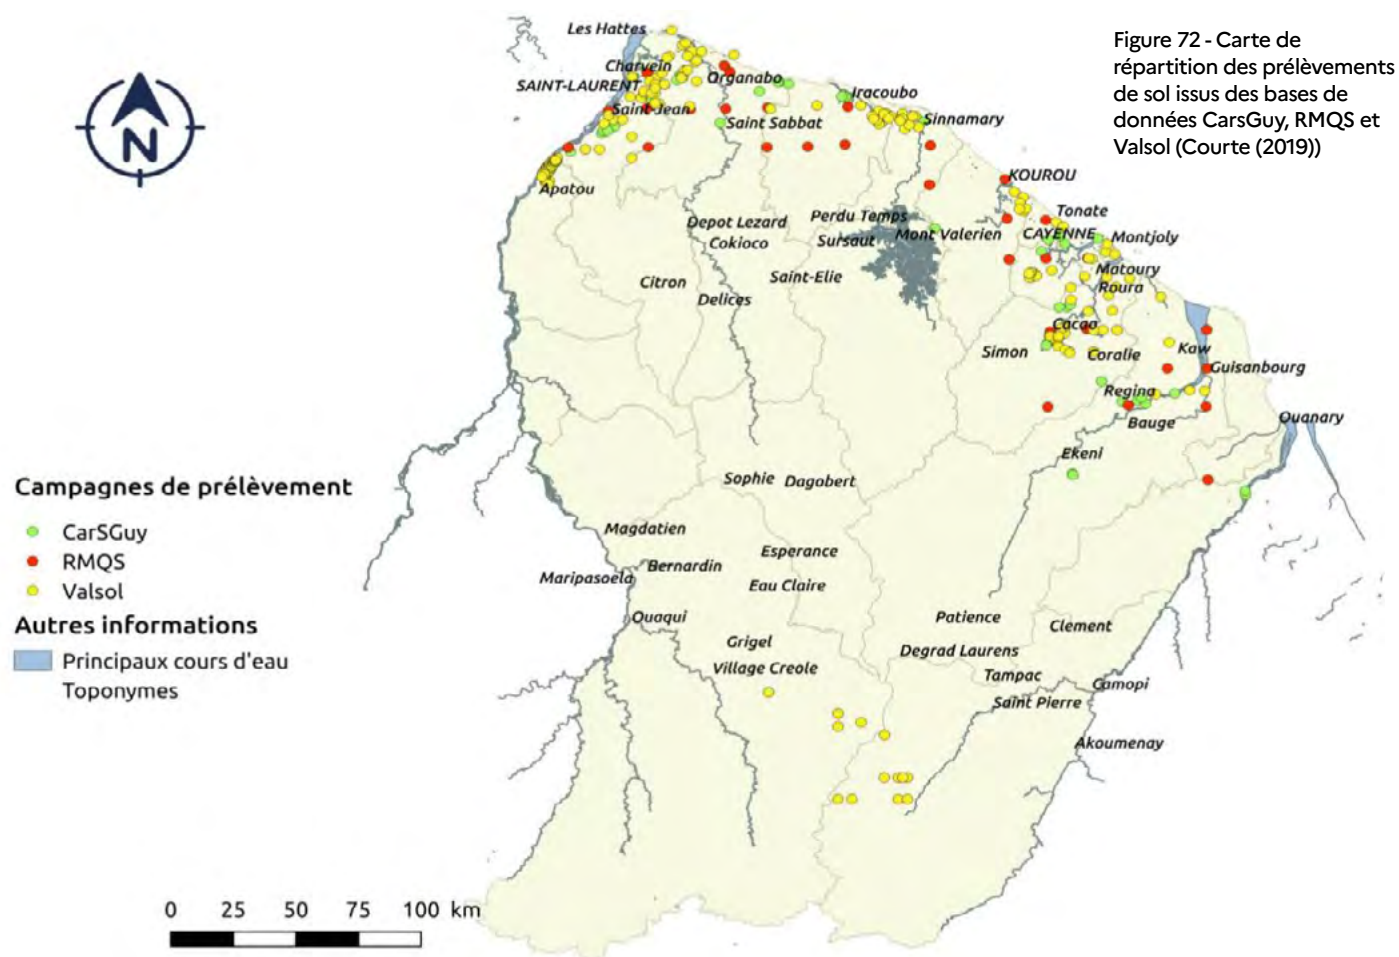 Figure 72 - Carte de
répartition des prélèvements
de sol issus des bases de
données CarsGuy, RMQS et
Valsol (Courte (2019))
N
Les Hattes
Charvein
SAINT-LAURENT
Organabo
Iracoubo
Saint-Jean
Saint Sabbat
Sinnamary
Apatou
KOUROU
Depot Lezard
Perdu Temps
Tonate
Cokioco
Sursaut
Mont Valerien
CAYENNE
Montjoly
Citron
Saint-Elie
Matoury
Delices
Roura
Cacao
Simon
Coralie
Kaw
Guisanbourg
Regina
Bauge
Ouanary
Ekeni
Sophie
Dagobert
Campagnes de prélèvement
CarSGuy
RMQS
Valsol
Autres informations
Principaux cours d'eau
Toponymes
Magdatien
Esperance
Bernardin
Maripasoela
Eau Claire
Ouaqui
Patience
Clement
Grigel
Degrad Laurens
Village Creole
Tampac
Camopi
Saint Pierre
Akoumenay
0 25 50 75 100 km